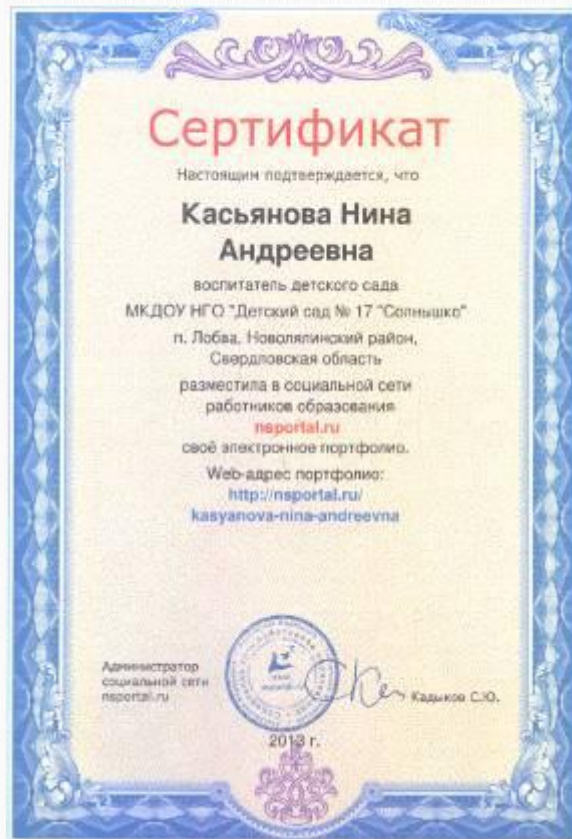 Сертификат
Настоящим подтверждается, что
Касьянова Нина
Андреевна
воспитатель детского сада
МКДОУ НГО "Детский сад № 17 "Солнышко"
п. Лобва, Новолялинский район,
Свердловская область
разместила в социальной сети
работников образования
nsportal.ru
своё электронное портфолио.
Web-адрес портфолио:
http://nsportal.ru/
kasyanova-nina-andreevna
Администратор
социальной сети
nsportal.ru
Кадыков С.Ю.
2013 г.